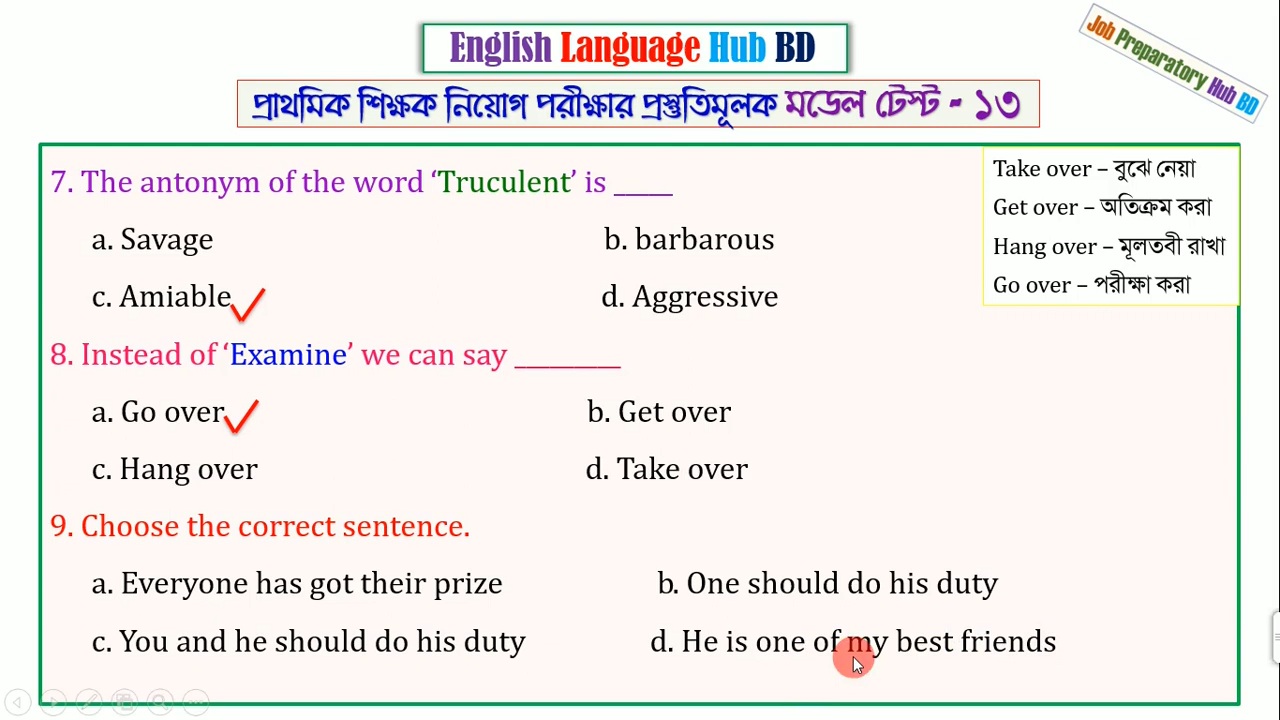 English Language Hub BD
Job Preparatory Hub BD
প্রাথমিক শিক্ষক নিয়োগ পরীক্ষার প্রস্তুতিমূলক মডেল টেস্ট - ১৩
7. The antonym of the word ‘Truculent’ is _____
a. Savage b. barbarous
c. Amiable d. Aggressive
8. Instead of ‘Examine’ we can say _________
a. Go over b. Get over
c. Hang over d. Take over
9. Choose the correct sentence.
a. Everyone has got their prize b. One should do his duty
c. You and he should do his duty d. He is one of my best friends
Take over – বুঝে নেয়া
Get over – অতিক্রম করা
Hang over – মূলতবী রাখা
Go over – পরীক্ষা করা